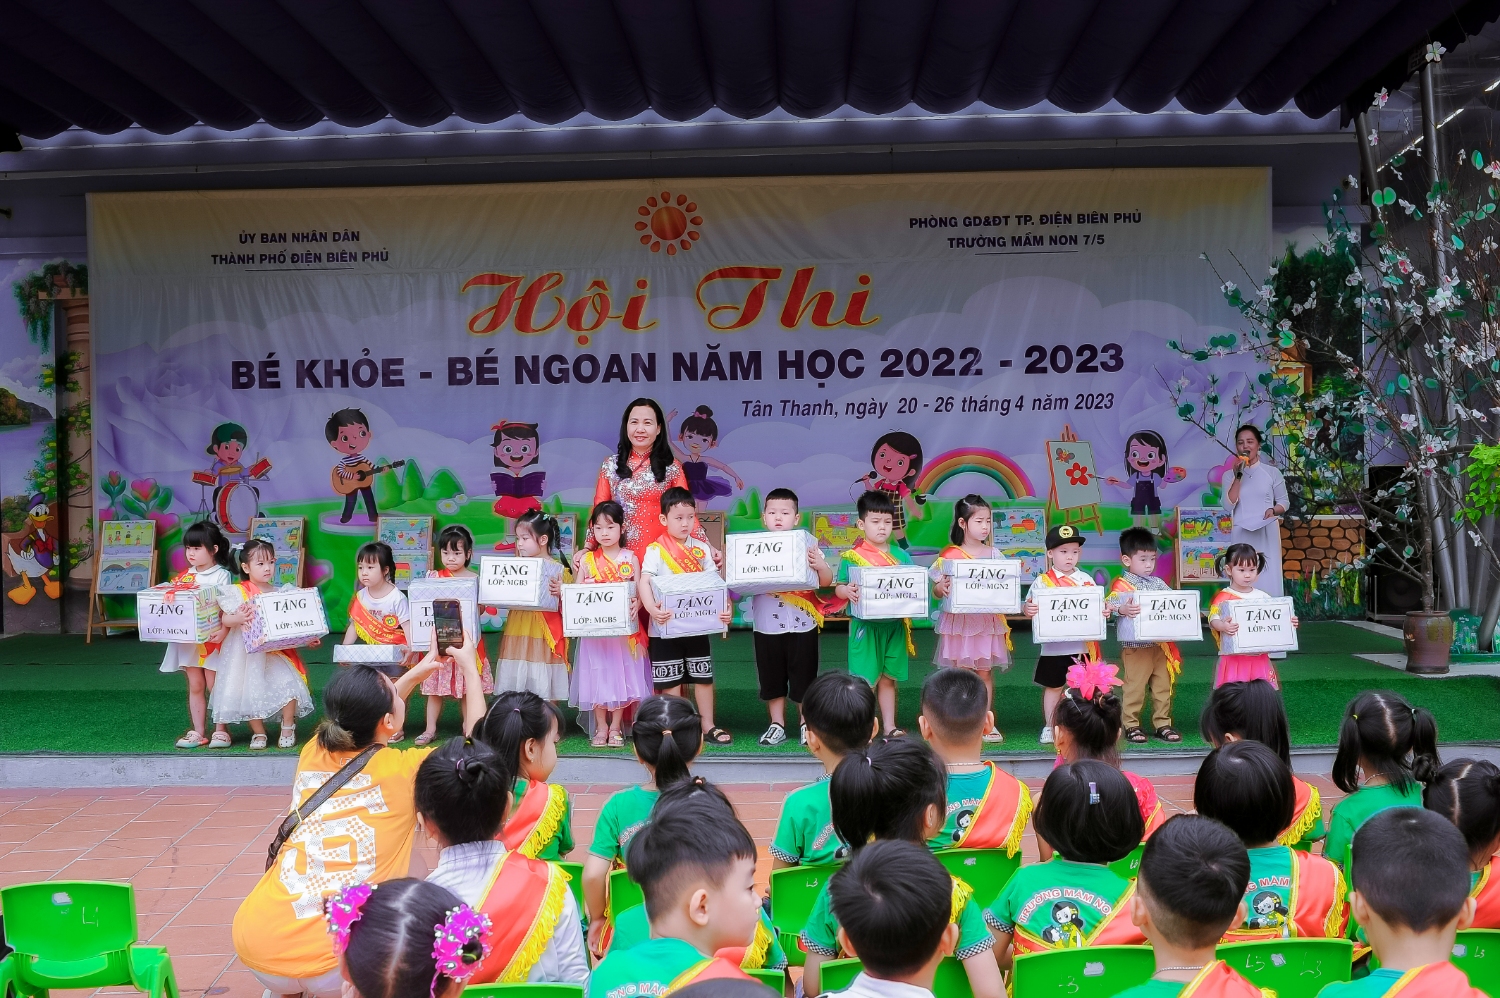 ỦY BAN NHÂN DÂN
THÀNH PHỐ ĐIỆN BIÊN PHỦ
PHÒNG GD&ĐT TP. ĐIỆN BIÊN PHỦ
TRƯỜNG MẦM NON 7/5
Hội Thi
BÉ KHỎE - BÉ NGOAN NĂM HỌC 2022 - 2023
Tân Thanh, ngày 20 - 26 tháng 4 năm 2023
TẶNG
LỚP: MGN4
TẶNG
LỚP: MGL2
TẶNG
LỚP: MGB3
TẶNG
LỚP: MGB5
TẶNG
LỚP: MGL4
TẶNG
LỚP: MGL1
TẶNG
LỚP: MGL3
TẶNG
LỚP: MGN2
TẶNG
LỚP: NT2
TẶNG
LỚP: MGN3
TẶNG
LỚP: NT1
TRƯỜNG MẦM NO